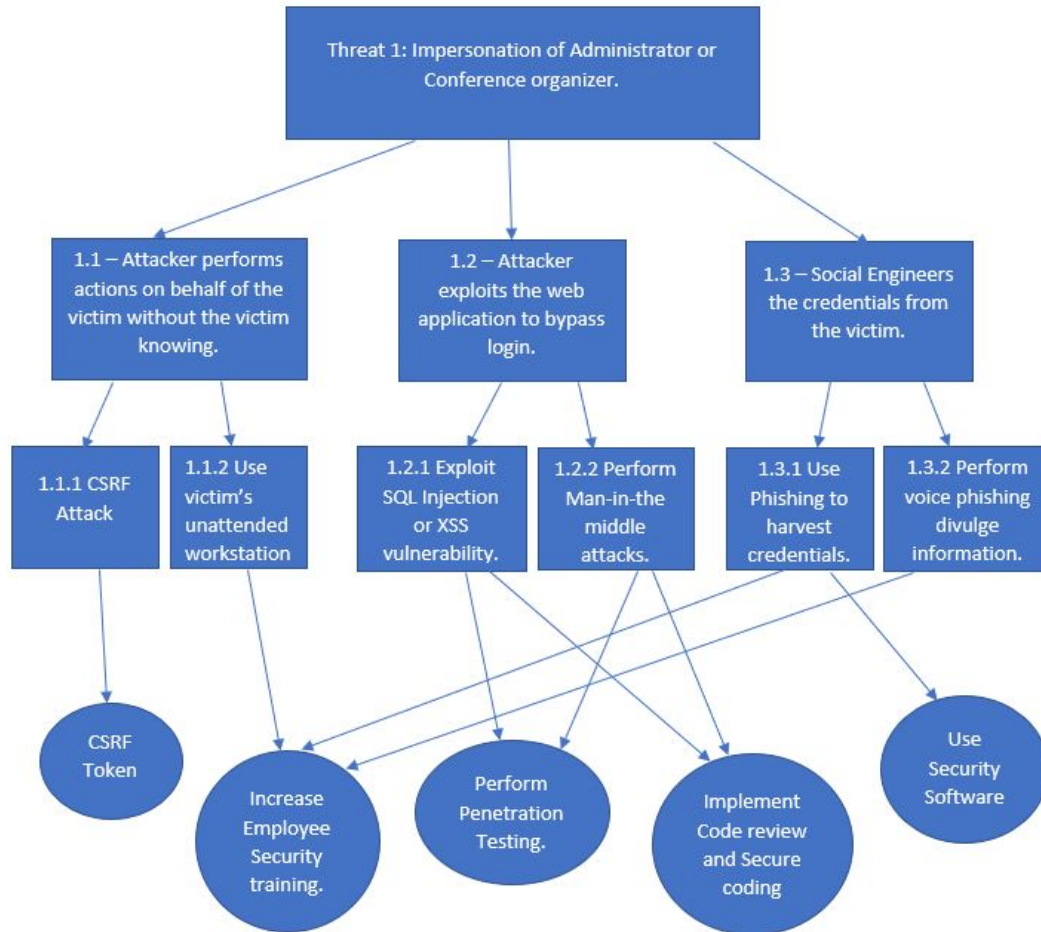 Threat 1: Impersonation of Administrator or
Conference organizer.
1.1 – Attacker performs
actions on behalf of the
victim without the victim
knowing.
1.2 – Attacker
exploits the web
application to bypass
login.
1.3 – Social Engineers
the credentials from
the victim.
1.1.1 CSRF
Attack
1.1.2 Use
victim's
unattended
workstation
1.2.1 Exploit
SQL Injection
or XSS
vulnerability.
1.2.2 Perform
Man-in-the
middle
attacks.
1.3.1 Use
Phishing to
harvest
credentials.
1.3.2 Perform
voice phishing
divulge
information.
CSRF
Token
Increase
Employee
Security
training.
Perform
Penetration
Testing.
Implement
Code review
and Secure
coding
Use
Security
Software